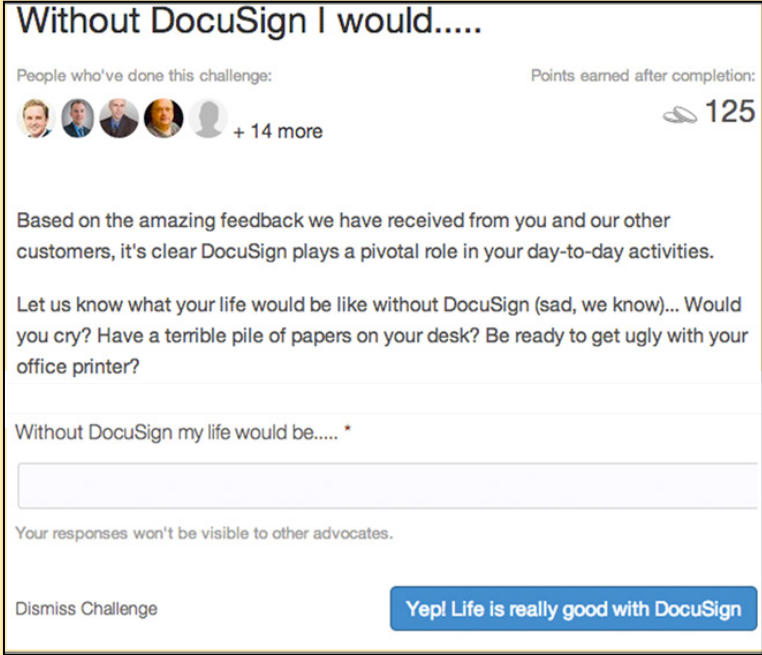 Without DocuSign I would.....
People who've done this challenge:
Points earned after completion:
+ 14 more
125
Based on the amazing feedback we have received from you and our other
customers, it's clear DocuSign plays a pivotal role in your day-to-day activities.
Let us know what your life would be like without DocuSign (sad, we know)... Would
you cry? Have a terrible pile of papers on your desk? Be ready to get ugly with your
office printer?
Without DocuSign my life would be..... *
Your responses won't be visible to other advocates.
Dismiss Challenge
Yep! Life is really good with DocuSign